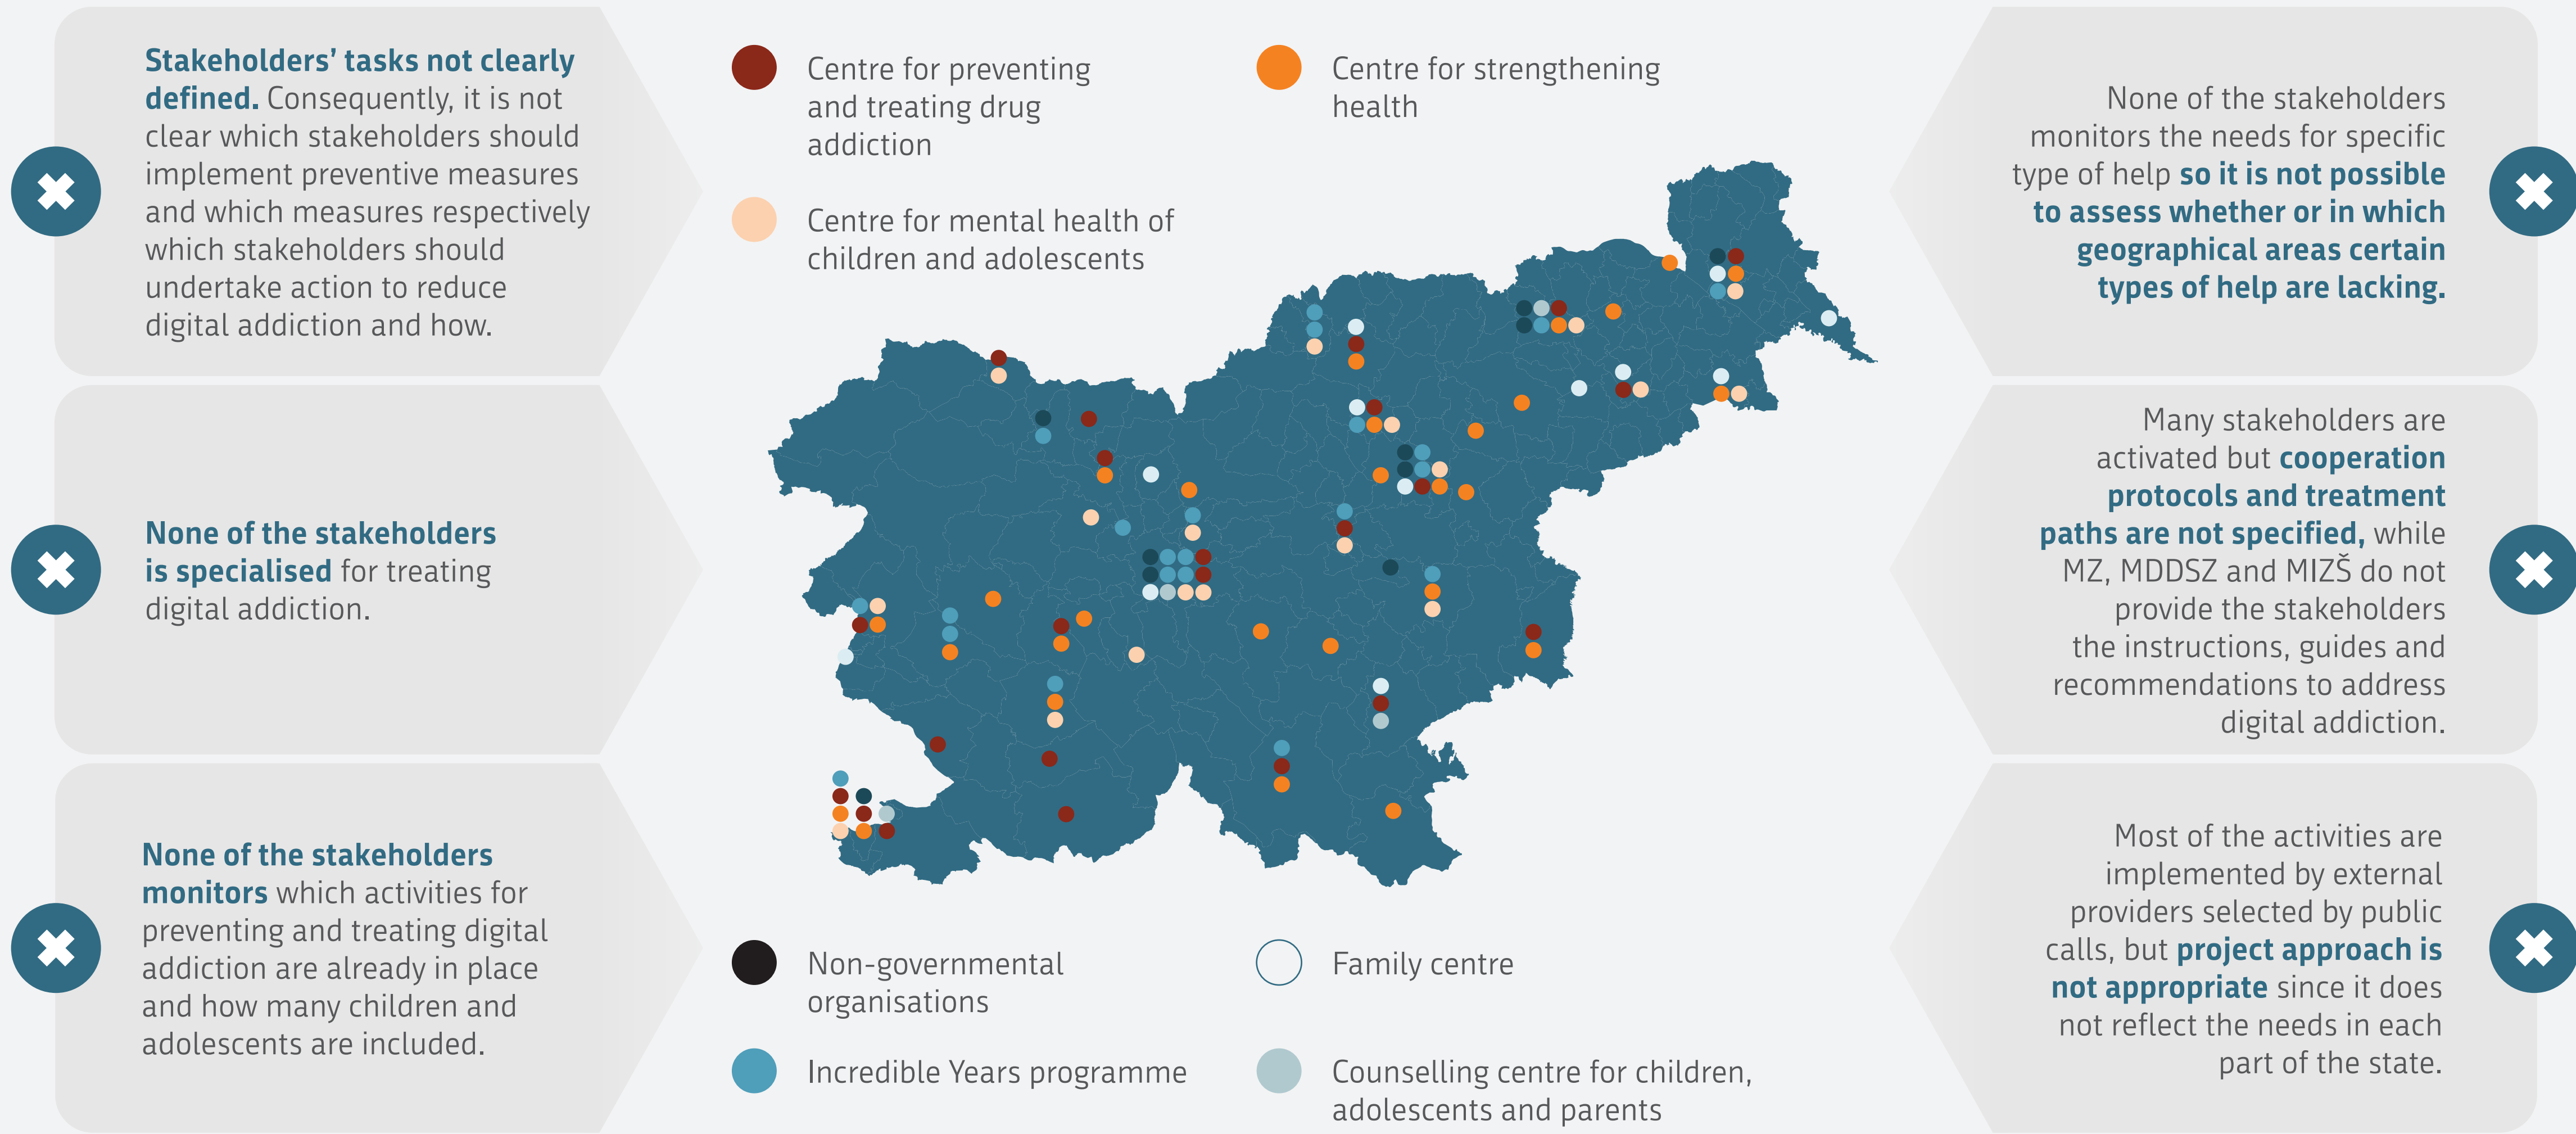 Stakeholders' tasks not clearly
defined. Consequently, it is not
clear which stakeholders should
implement preventive measures
and which measures respectively
which stakeholders should
undertake action to reduce
digital addiction and how.
None of the stakeholders
is specialised for treating
digital addiction.
None of the stakeholders
monitors which activities for
preventing and treating digital
addiction are already in place
and how many children and
adolescents are included.
Centre for preventing
and treating drug
addiction
Centre for strengthening
health
Centre for mental health of
children and adolescents
Non-governmental
organisations
Family centre
Incredible Years programme
Counselling centre for children,
adolescents and parents
None of the stakeholders
monitors the needs for specific
type of help so it is not possible
to assess whether or in which
geographical areas certain
types of help are lacking.
Many stakeholders are
activated but cooperation
protocols and treatment
paths are not specified, while
MZ, MDDSZ and MIZŠ do not
provide the stakeholders
the instructions, guides and
recommendations to address
digital addiction.
Most of the activities are
implemented by external
providers selected by public
calls, but project approach is
not appropriate since it does
not reflect the needs in each
part of the state.